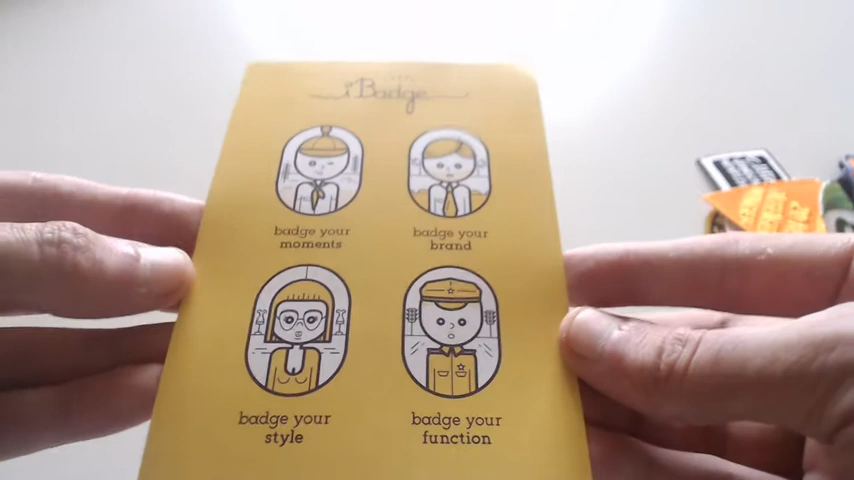 iBadge
badge your
moments
badge your
brand
badge your
style
badge your
function